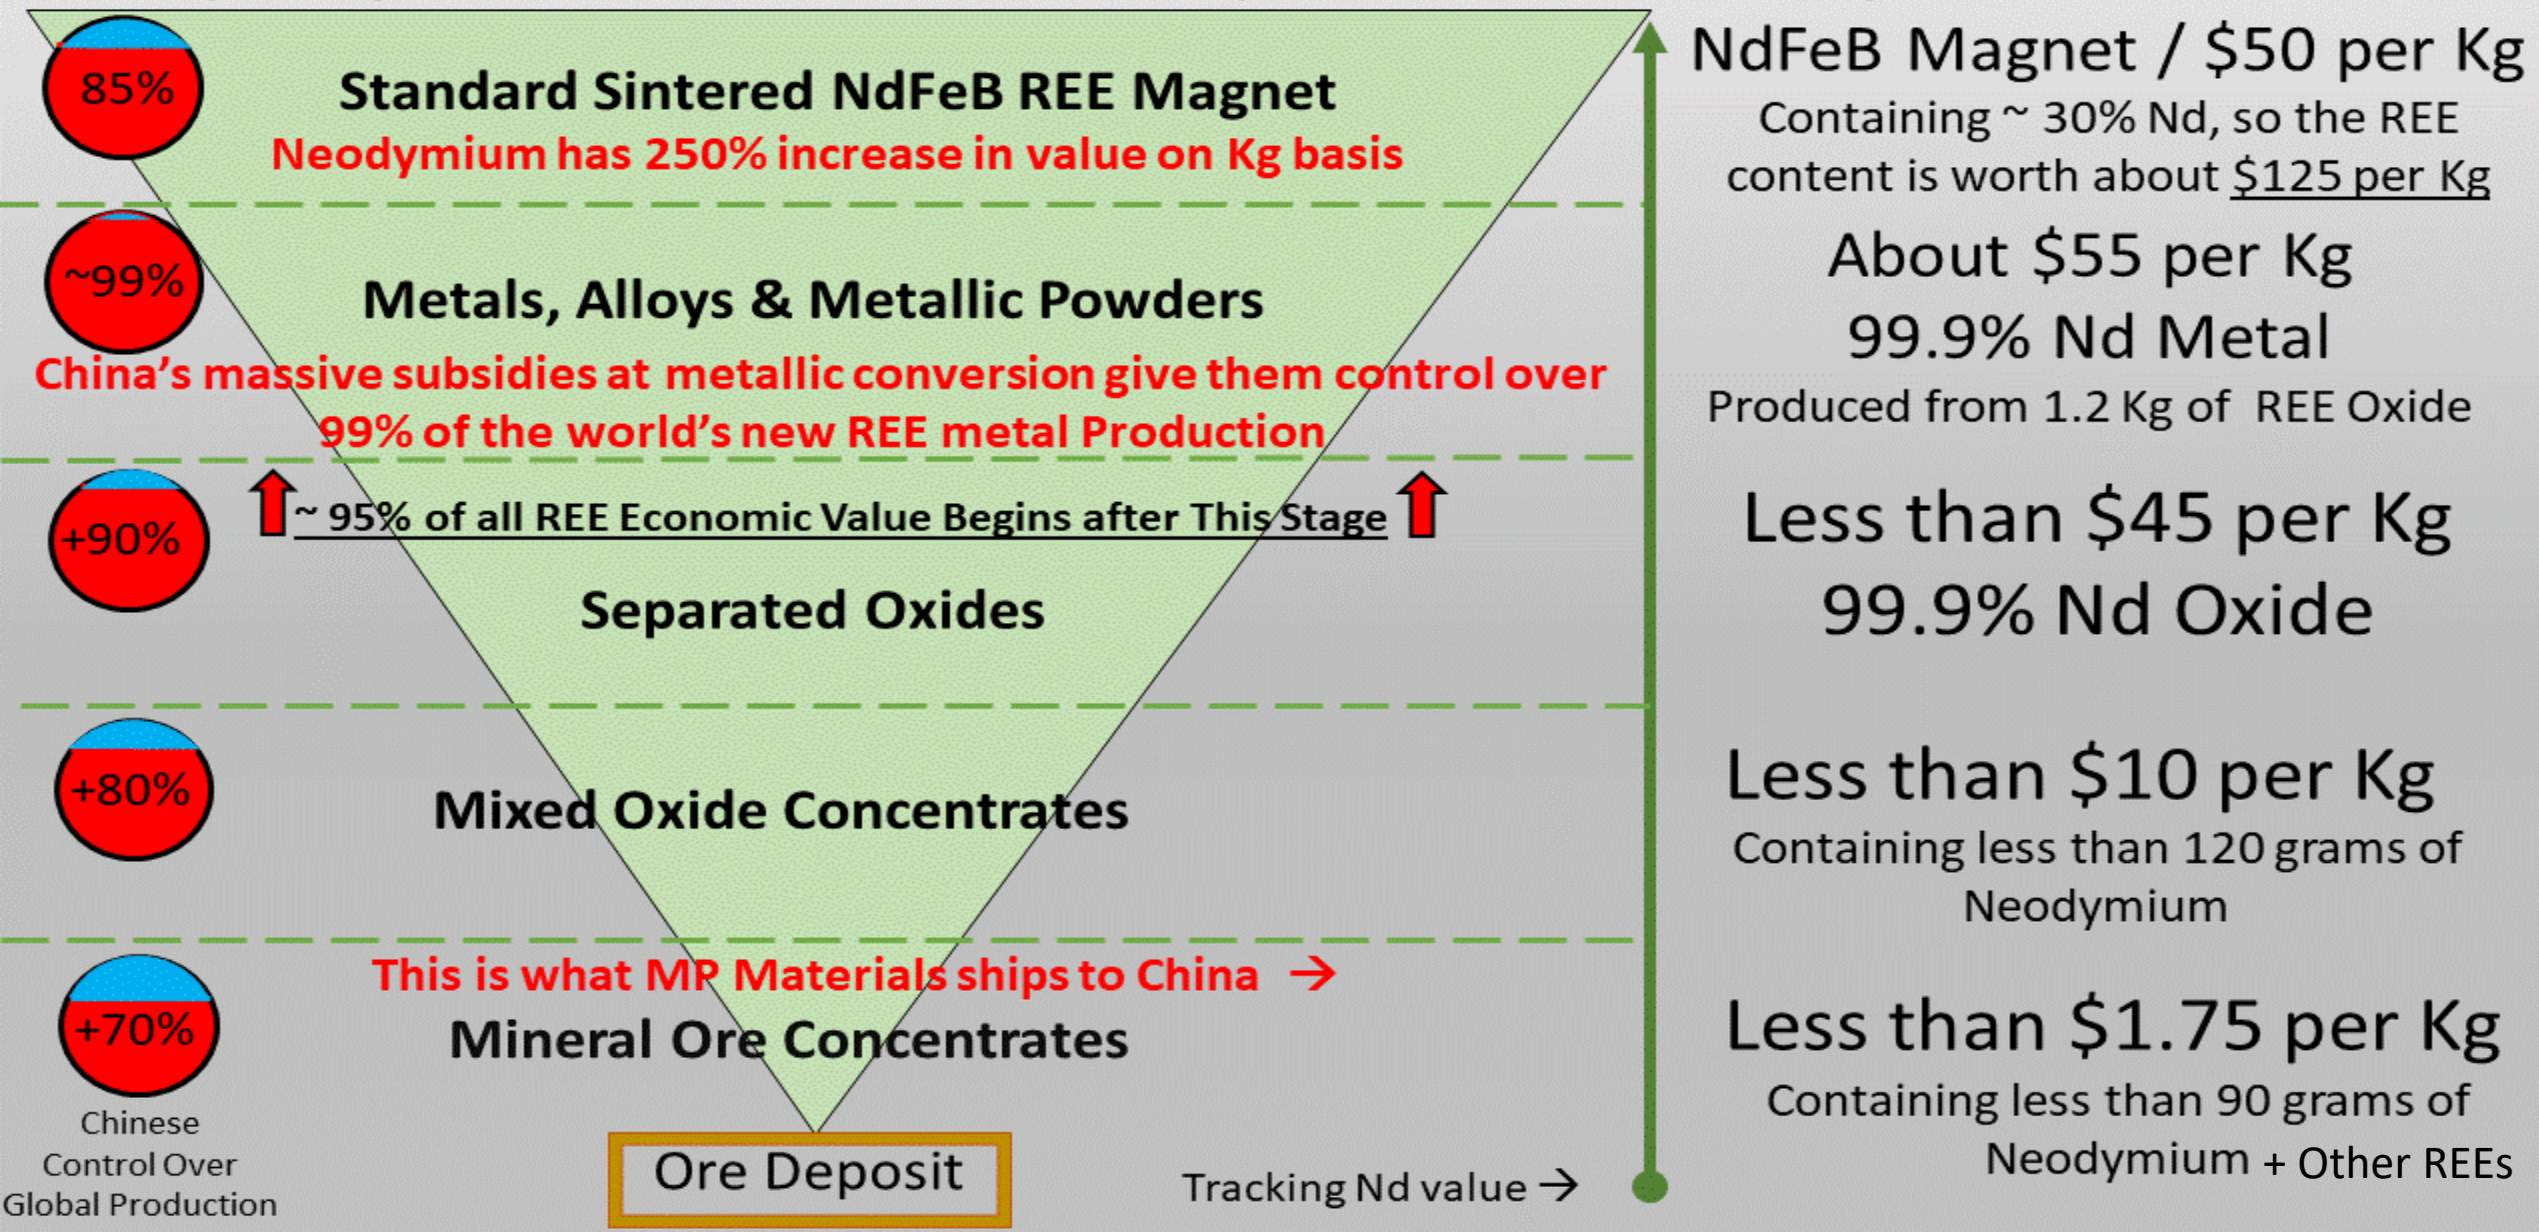 85%
Standard Sintered NdFeB REE Magnet
Neodymium has 250% increase in value on Kg basis
NdFeB Magnet / $50 per Kg
Containing ~ 30% Nd, so the REE
content is worth about $125 per Kg
~99%
Metals, Alloys & Metallic Powders
China's massive subsidies at metallic conversion give them control over
99% of the world's new REE metal Production
About $55 per Kg
99.9% Nd Metal
Produced from 1.2 Kg of REE Oxide
+90%
~ 95% of all REE Economic Value Begins after This Stage
Separated Oxides
Less than $45 per Kg
99.9% Nd Oxide
+80%
Mixed Oxide Concentrates
Less than $10 per Kg
Containing less than 120 grams of
Neodymium
+70%
This is what MP Materials ships to China →
Mineral Ore Concentrates
Less than $1.75 per Kg
Containing less than 90 grams of
Neodymium + Other REEs
Chinese
Control Over
Global Production
Ore Deposit
Tracking Nd value →